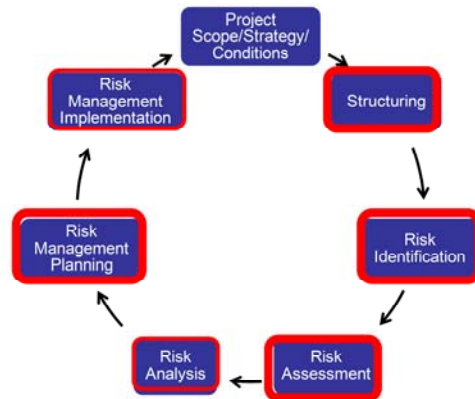 Project
Scope/Strategy/
Conditions
Structuring
Risk
Identification
Risk
Assessment
Risk
Analysis
Risk
Management
Planning
Risk
Management
Implementation